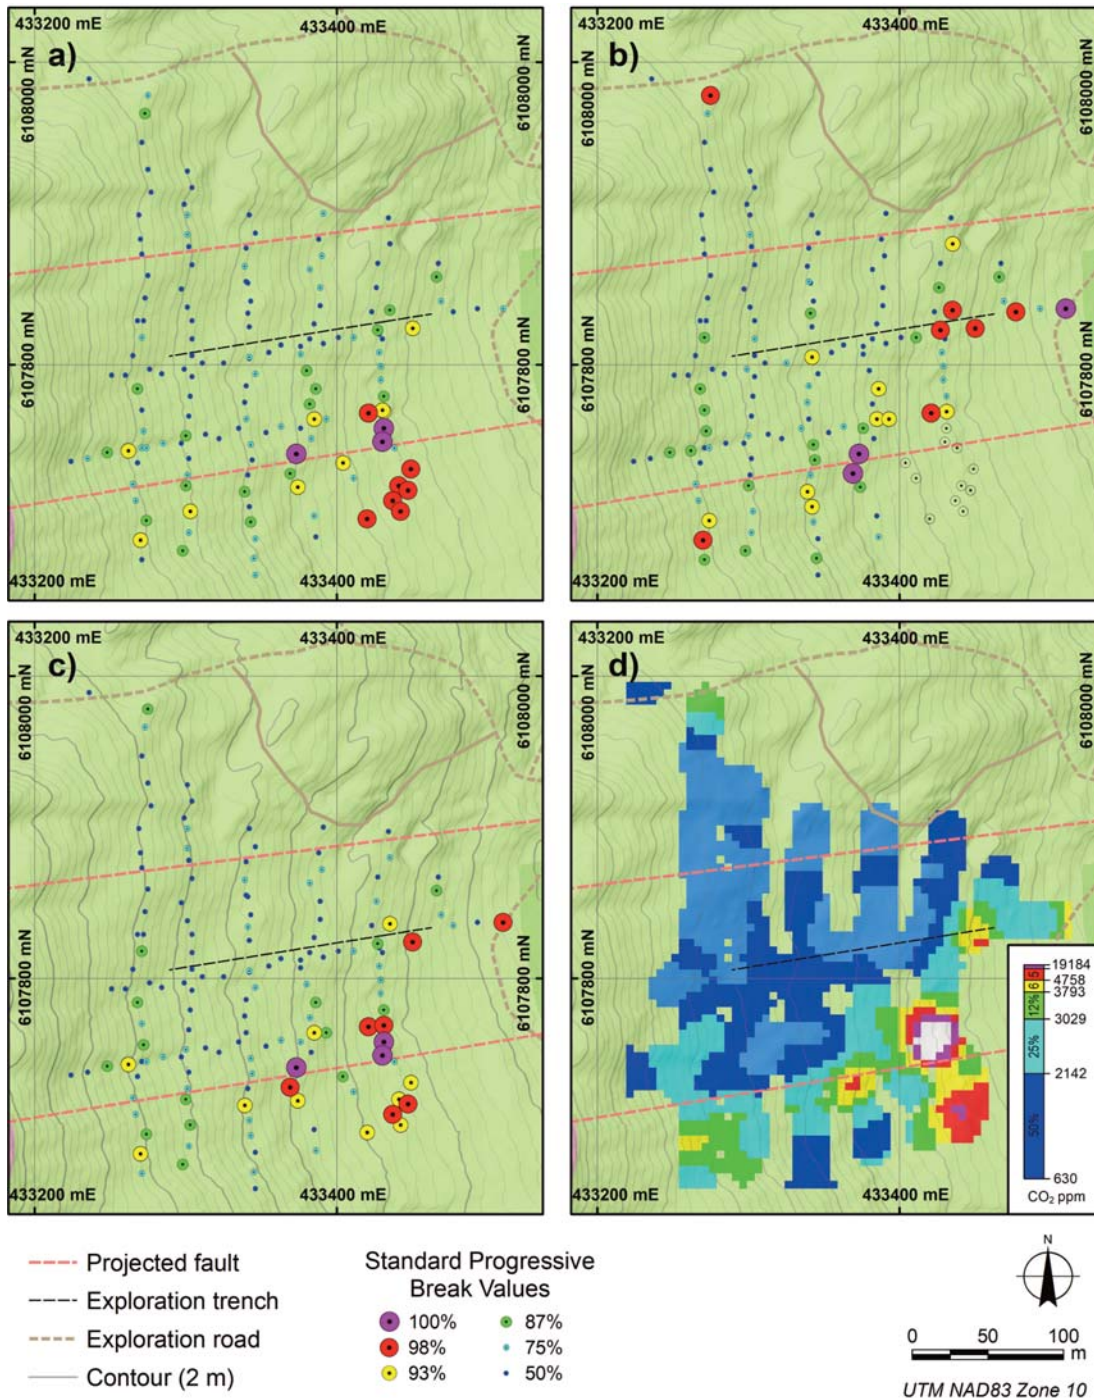 433200 mE
433400 mE
a)
6108000 mN
6108000 mN
6107800 mN
6107800 mN
433200 mE
433400 mE
433200 mE
433400 mE
b)
6108000 mN
6108000 mN
6107800 mN
6107800 mN
433200 mE
433400 mE
433200 mE
433400 mE
c)
6108000 mN
6108000 mN
6107800 mN
6107800 mN
433200 mE
433400 mE
433200 mE
433400 mE
d)
6108000 mN
6108000 mN
6107800 mN
433200 mE
433400 mE
19184
5
4758
6
3793
12%
3029
25%
2142
50%
630
CO₂ ppm
Projected fault
Exploration trench
Exploration road
Contour (2 m)
Standard Progressive
Break Values
100%
98%
93%
87%
75%
50%
N
0 50 100
m
UTM NAD83 Zone 10